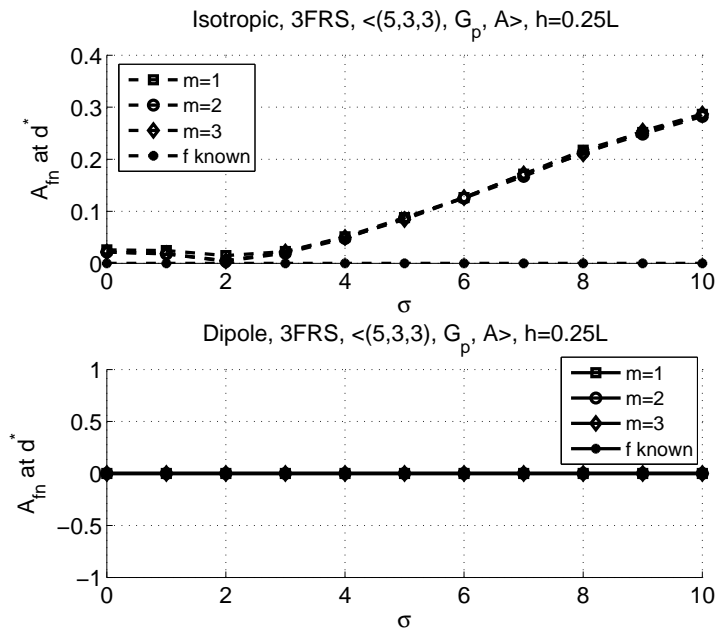 Isotropic, 3FRS, <(5,3,3), G_p, A>, h=0.25L
A_fn at d^*
0.4
0.3
0.2
0.1
0
m=1
m=2
m=3
f known
0 2 4 6 8 10
σ
Dipole, 3FRS, <(5,3,3), G_p, A>, h=0.25L
A_fn at d^*
1
0.5
0
−0.5
−1
m=1
m=2
m=3
f known
0 2 4 6 8 10
σ